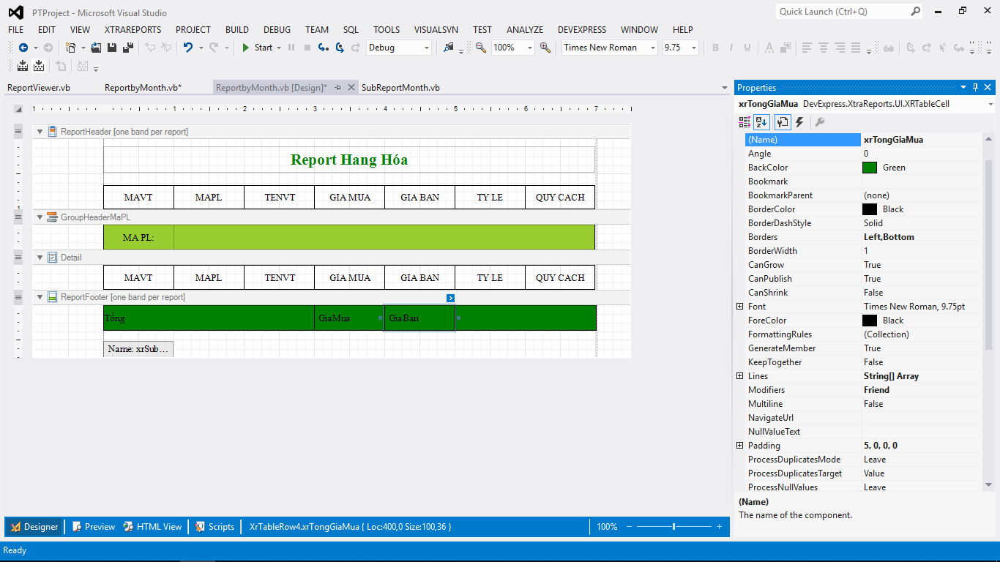 PTProject - Microsoft Visual Studio
Quick Launch (Ctrl+Q)
FILE EDIT VIEW XTRAREPORTS PROJECT BUILD DEBUG TEAM SQL TOOLS VISUALSVN TEST ANALYZE DEVEXPRESS WINDOW HELP
Start Debug 100% Times New Roman 9.75 B I U A
ReportViewer.vb ReportbyMonth.vb* ReportbyMonth.vb [Design]* SubReportMonth.vb
1 1 2 3 4 5 6 7
ReportHeader [one band per report]
Report Hang Hóa
MAVT MAPL TENVT GIA MUA GIA BAN TY LE QUY CACH
1
GroupHeaderMaPL
MA PL:
Detail
MAVT MAPL TENVT GIA MUA GIA BAN TY LE QUY CACH
ReportFooter [one band per report]
Tổng GiaMua GiaBan
Name: xrSub...
Designer Preview HTML View Scripts XrTableRow4.xrTongGiaMua { Loc:400,0 Size:100,36 } 100%
Properties
xrTongGiaMua DevExpress.XtraReports.UI.XRTableCell
(Name) xrTongGiaMua
Angle 0
BackColor Green
Bookmark
BookmarkParent (none)
BorderColor Black
BorderDashStyle Solid
Borders Left,Bottom
BorderWidth 1
CanGrow True
CanPublish True
CanShrink False
Font Times New Roman, 9.75pt
ForeColor Black
FormattingRules (Collection)
GenerateMember True
KeepTogether False
Lines String[] Array
Modifiers Friend
Multiline False
NavigateUrl
NullValueText
Padding 5, 0, 0, 0
ProcessDuplicatesMode Leave
ProcessDuplicatesTarget Value
ProcessNullValues Leave
(Name)
The name of the component.
Ready